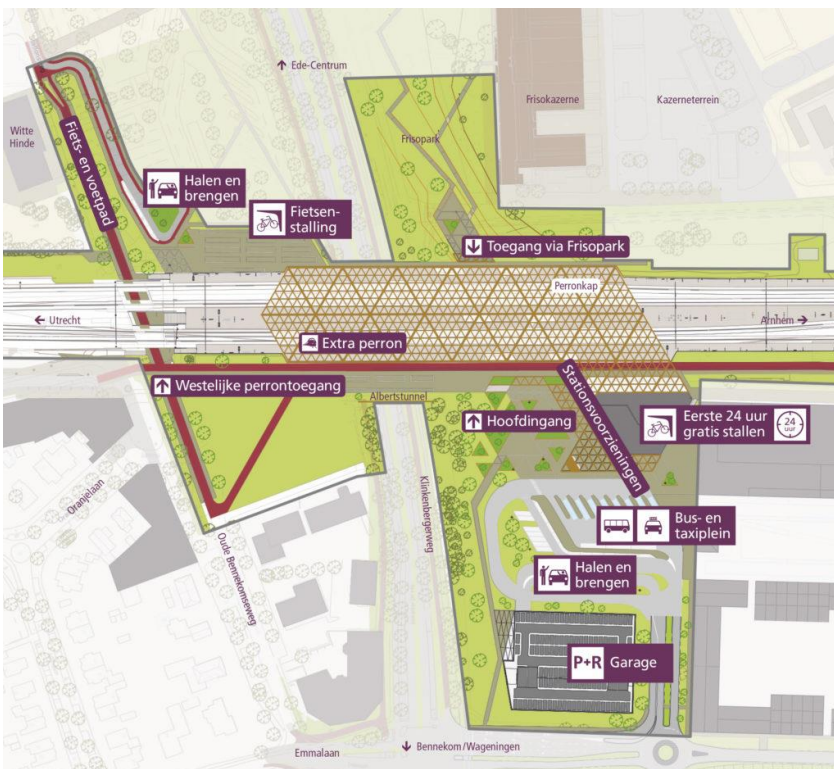 Ede-Centrum
Witte
Hinde
Fiets- en voetpad
Halen en
brengen
Fietsen-
stalling
Frisopark
Frisokazerne
Kazerneterrein
Toegang via Frisopark
Perronkap
Utrecht
Arnhem
Extra perron
Westelijke perrontoegang
Albertstunnel
Stationsvoorzieningen
Hoofdingang
Eerste 24 uur
gratis stallen
24
uur
Oranjelaan
Klinkenbergerweg
Oude Bennekomseweg
Bus- en
taxiplein
Halen en
brengen
P+R Garage
Emmalaan
Bennekom/Wageningen